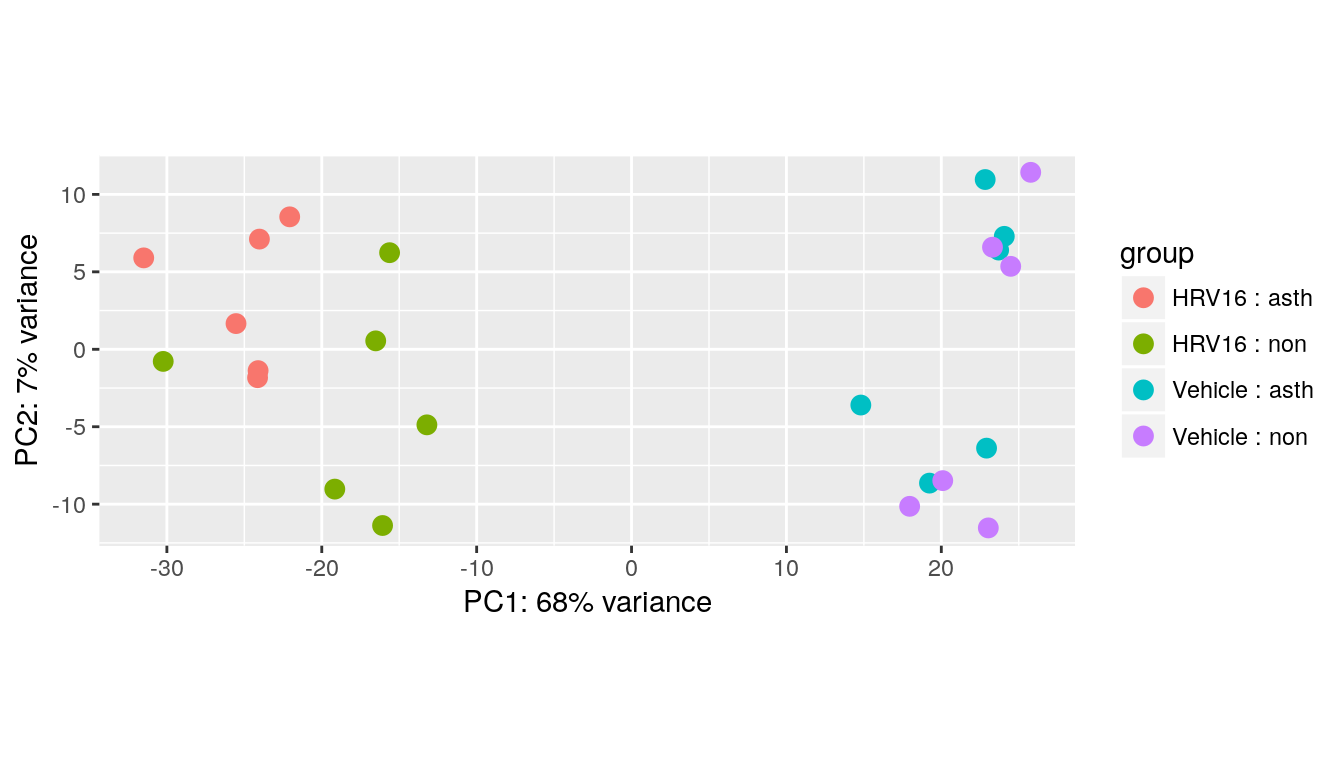 10
5
0
-5
-10
PC2: 7% variance
-30
-20
-10
0
10
20
PC1: 68% variance
group
HRV16 : asth
HRV16 : non
Vehicle : asth
Vehicle : non